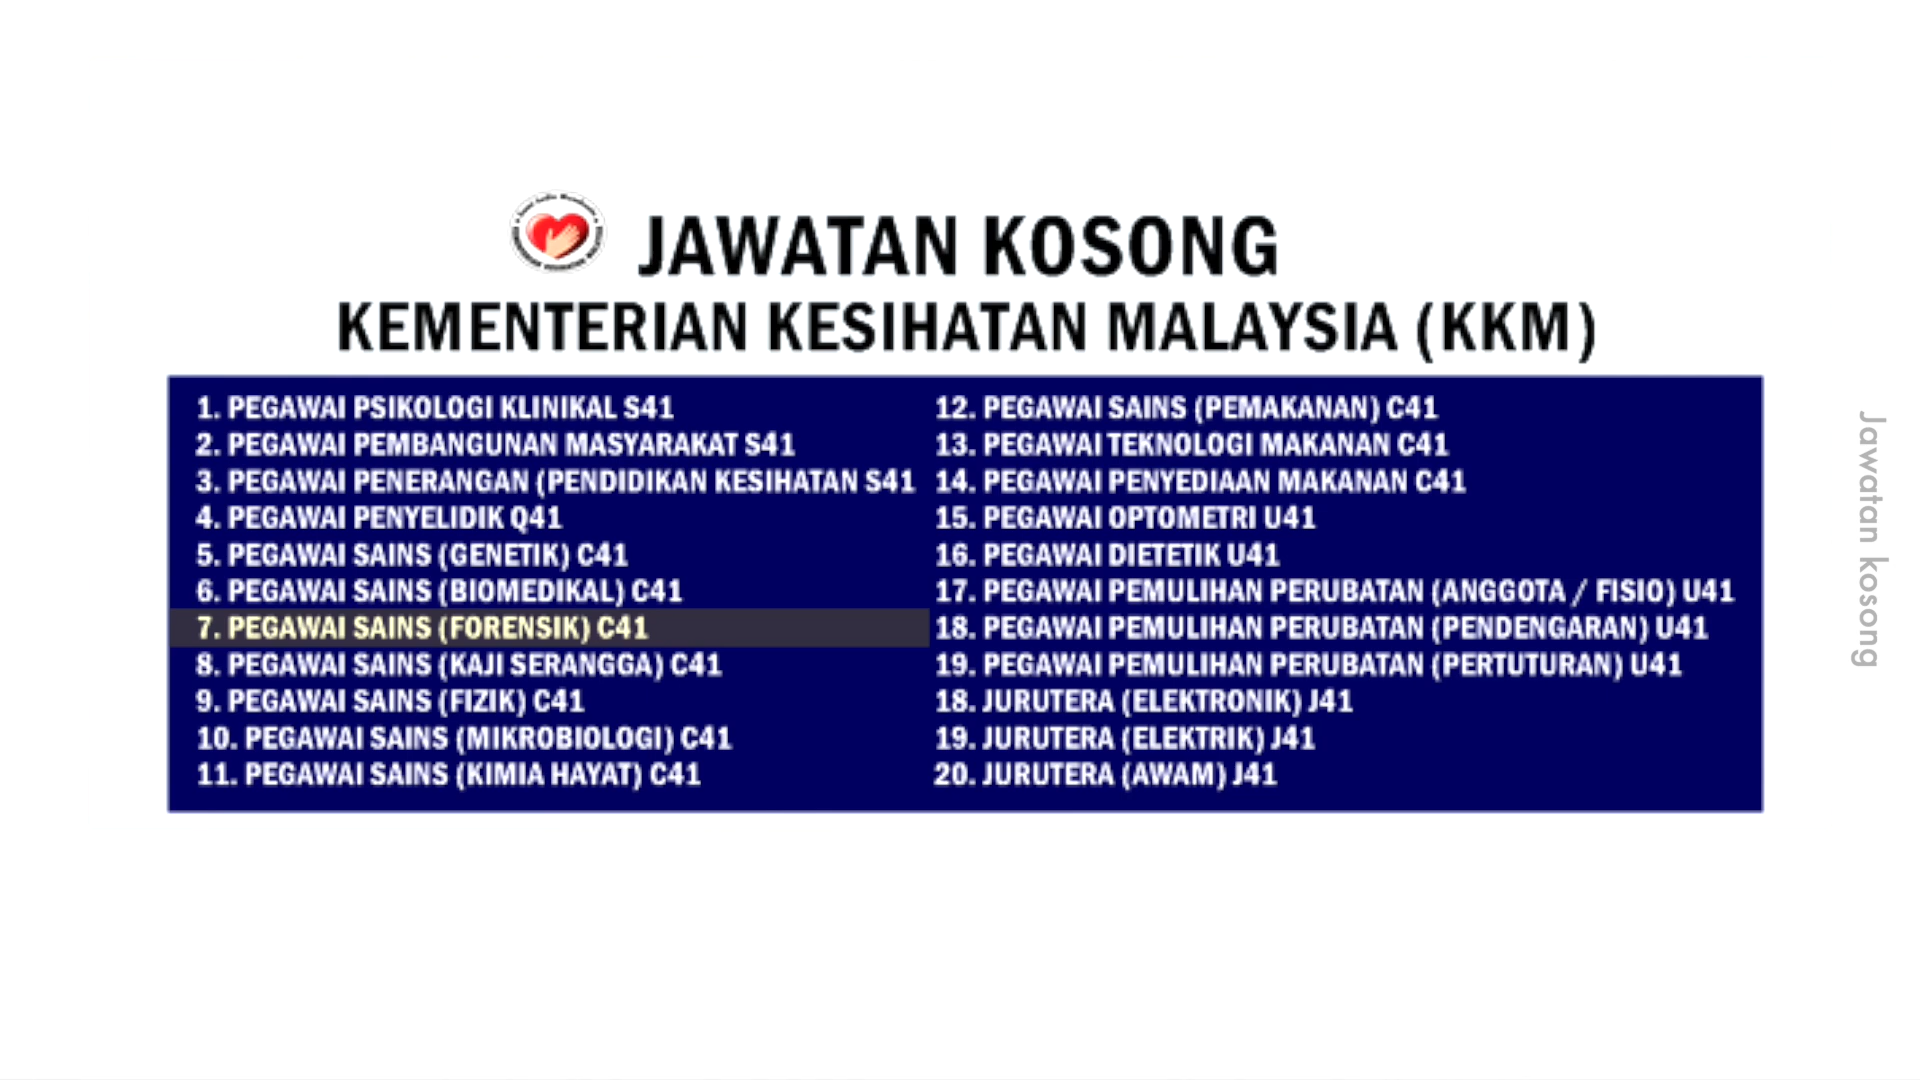 JAWATAN KOSONG
KEMENTERIAN KESIHATAN MALAYSIA (KKM)
1. PEGAWAI PSIKOLOGI KLINIKAL S41
2. PEGAWAI PEMBANGUNAN MASYARAKAT S41
3. PEGAWAI PENERANGAN (PENDIDIKAN KESIHATAN S41
4. PEGAWAI PENYELIDIK Q41
5. PEGAWAI SAINS (GENETIK) C41
6. PEGAWAI SAINS (BIOMEDIKAL) C41
7. PEGAWAI SAINS (FORENSIK) C41
8. PEGAWAI SAINS (KAJI SERANGGA) C41
9. PEGAWAI SAINS (FIZIK) C41
10. PEGAWAI SAINS (MIKROBIOLOGI) C41
11. PEGAWAI SAINS (KIMIA HAYAT) C41
12. PEGAWAI SAINS (PEMAKANAN) C41
13. PEGAWAI TEKNOLOGI MAKANAN C41
14. PEGAWAI PENYEDIAAN MAKANAN C41
15. PEGAWAI OPTOMETRI U41
16. PEGAWAI DIETETIK U41
17. PEGAWAI PEMULIHAN PERUBATAN (ANGGOTA / FISIO) U41
18. PEGAWAI PEMULIHAN PERUBATAN (PENDENGARAN) U41
19. PEGAWAI PEMULIHAN PERUBATAN (PERTUTURAN) U41
18. JURUTERA (ELEKTRONIK) J41
19. JURUTERA (ELEKTRIK) J41
20. JURUTERA (AWAM) J41
Jawatan kosong